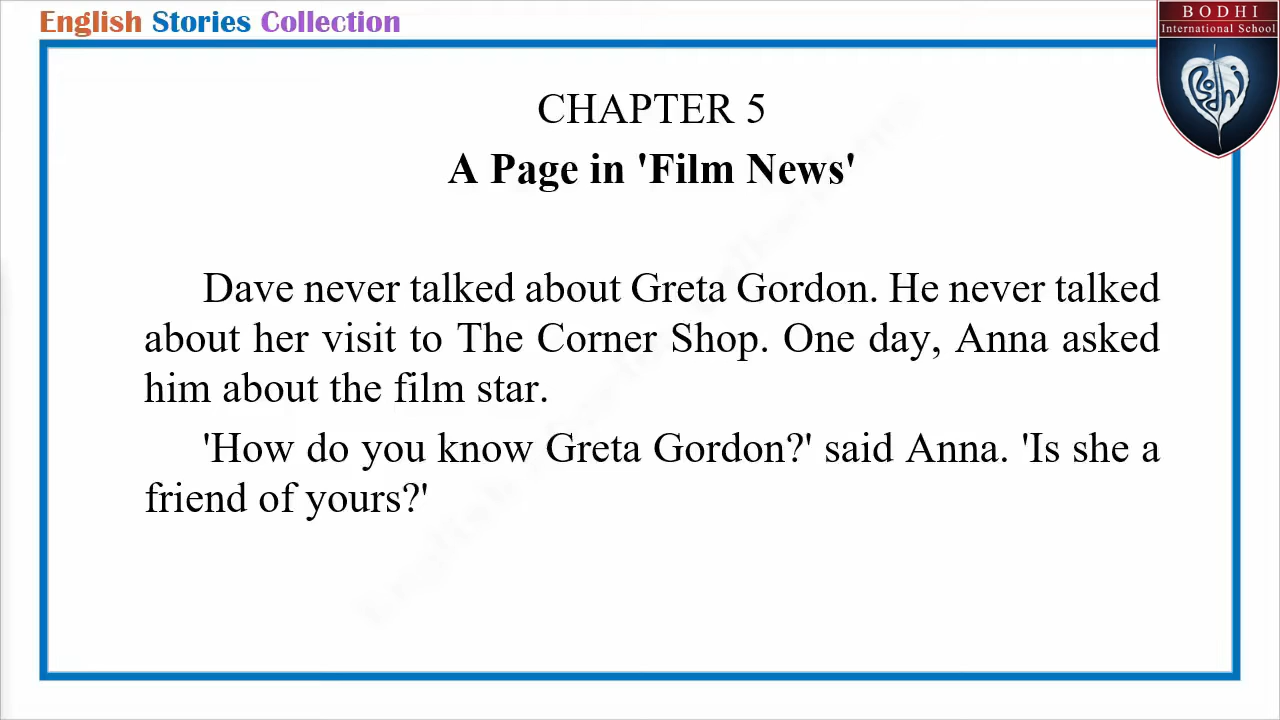 English Stories Collection
BODHI
International School
Bodhi
CHAPTER 5
A Page in 'Film News'
Dave never talked about Greta Gordon. He never talked
about her visit to The Corner Shop. One day, Anna asked
him about the film star.
'How do you know Greta Gordon?' said Anna. 'Is she a
friend of yours?'